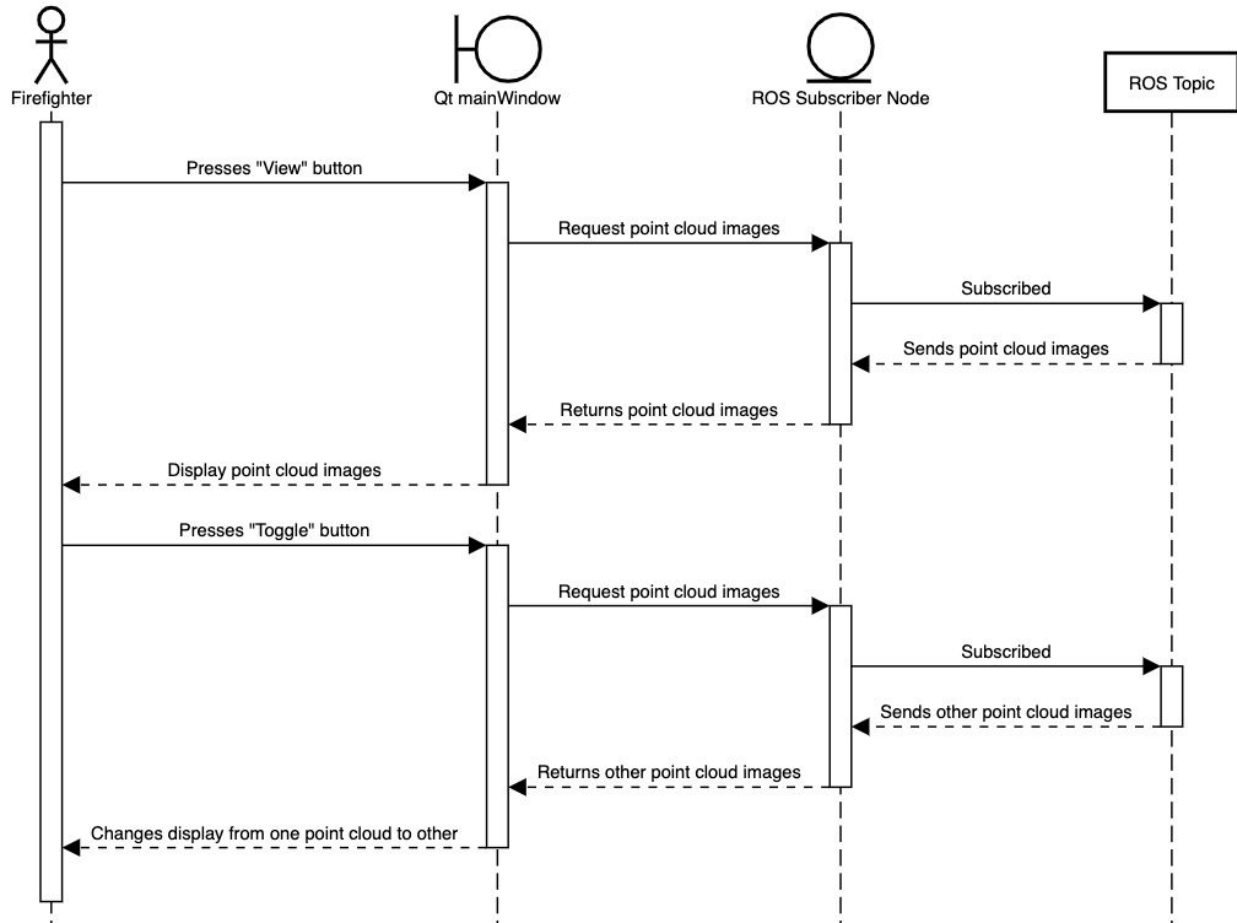 Firefighter
Qt mainWindow
ROS Subscriber Node
ROS Topic
Presses "View" button
Request point cloud images
Subscribed
Sends point cloud images
Returns point cloud images
Display point cloud images
Presses "Toggle" button
Request point cloud images
Subscribed
Sends other point cloud images
Returns other point cloud images
Changes display from one point cloud to other